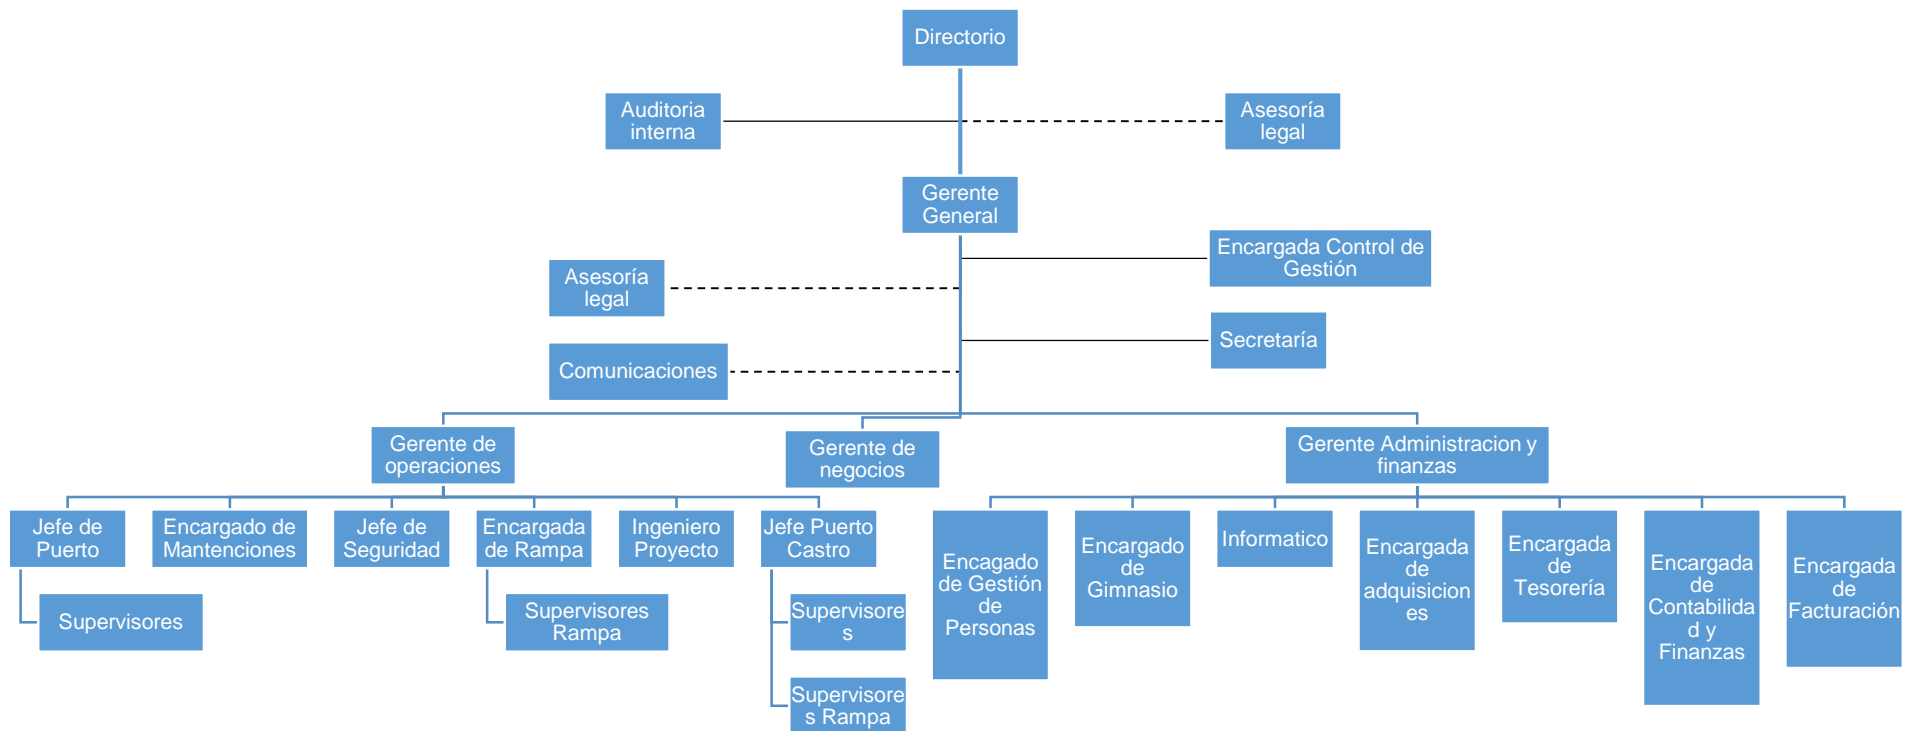 Directorio
Auditoria
interna
Asesoría
legal
Gerente
General
Encargada Control de
Gestión
Asesoría
legal
Secretaría
Comunicaciones
Gerente de
operaciones
Gerente de
negocios
Gerente Administracion y
finanzas
Jefe de
Puerto
Encargado de
Mantenciones
Jefe de
Seguridad
Encargada
de Rampa
Ingeniero
Proyecto
Jefe Puerto
Castro
Encagado
de Gestión
de
Personas
Encargado
de
Gimnasio
Informatico
Encargada
de
adquisicion
es
Encargada
de
Tesorería
Encargada
de
Contabilida
d y
Finanzas
Encargada
de
Facturación
Supervisores
Supervisores
Rampa
Supervisore
s
Supervisore
s Rampa